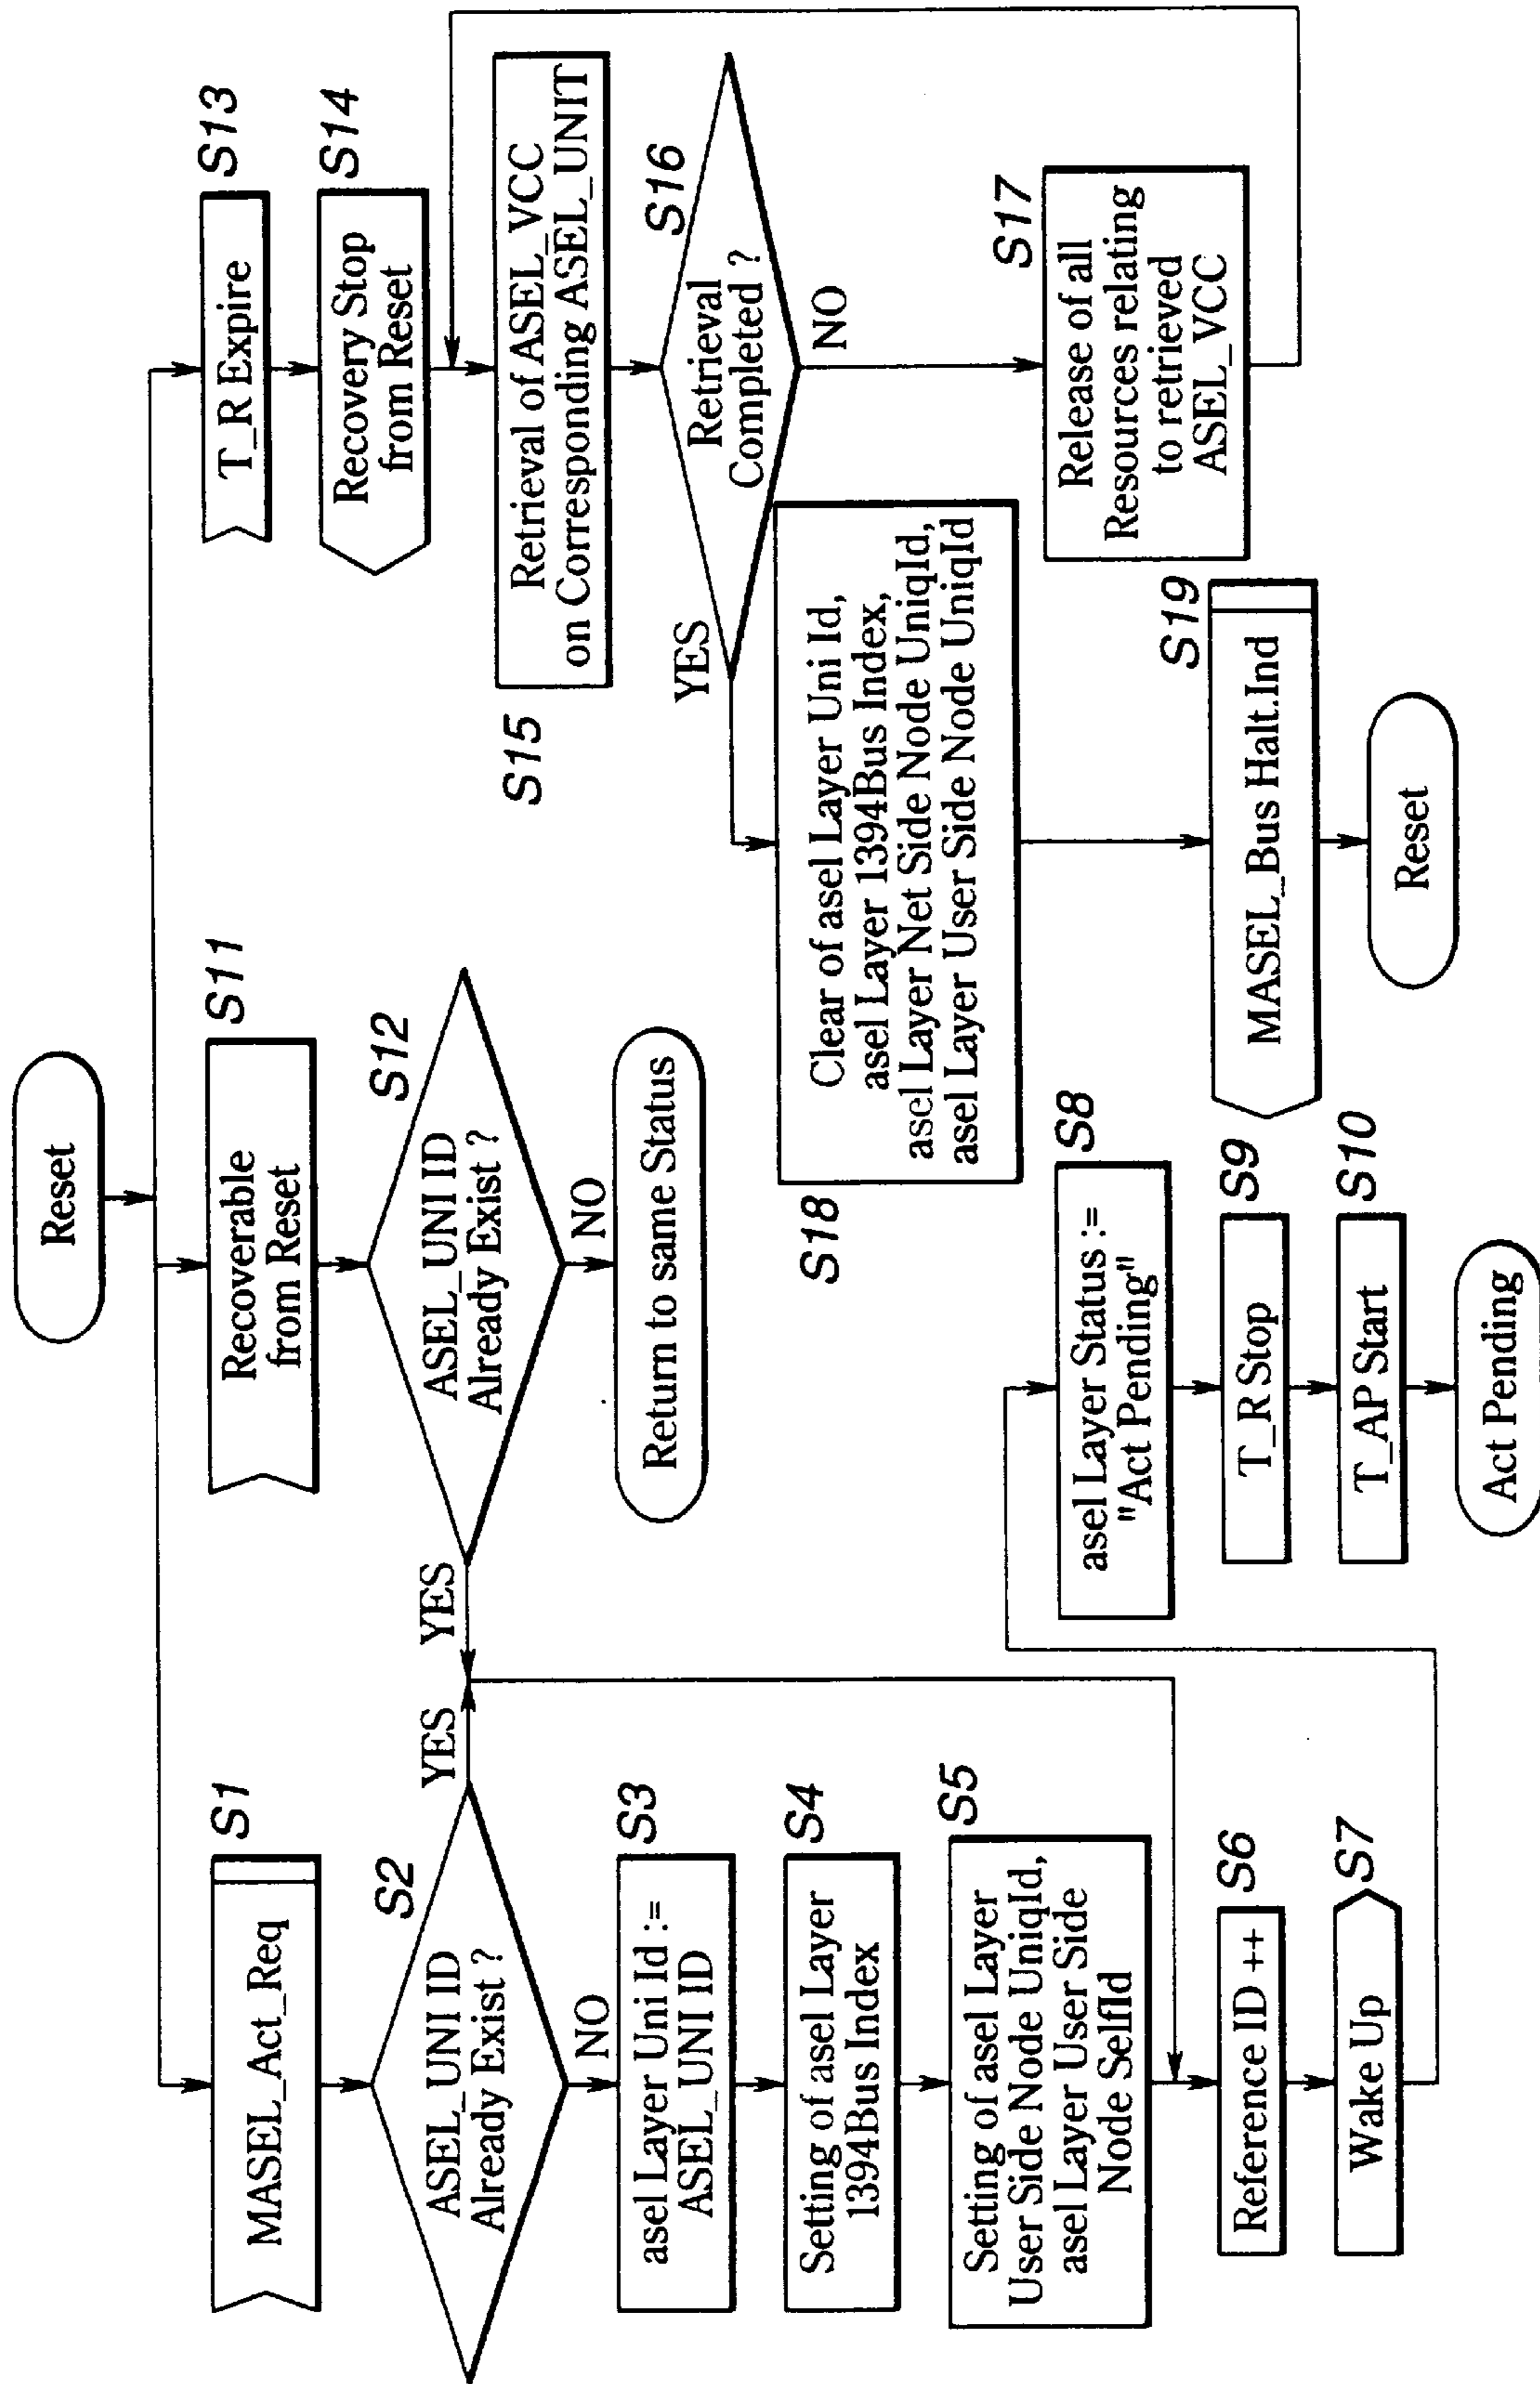 Reset
MASEL_Act_Req
S1
ASEL_UNI ID
Already Exist ?
S2
YES
NO
asel Layer Uni Id :=
ASEL_UNI ID
S3
Setting of asel Layer
1394Bus Index
S4
Setting of asel Layer
User Side Node UniqId,
asel Layer User Side
Node SelfId
S5
Reference ID ++
S6
Wake Up
S7
asel Layer Status :=
"Act Pending"
S8
T_R Stop
S9
T_AP Start
S10
Act Pending
Recoverable
from Reset
S11
ASEL_UNI ID
Already Exist ?
S12
YES
NO
Return to same Status
T_R Expire
S13
Recovery Stop
from Reset
S14
Retrieval of ASEL_VCC
on Corresponding ASEL_UNIT
S15
Retrieval
Completed ?
S16
YES
NO
Release of all
Resources relating
to retrieved
ASEL_VCC
S17
Clear of asel Layer Uni Id,
asel Layer 1394Bus Index,
asel Layer Net Side Node UniqId,
asel Layer User Side Node UniqId
S18
MASEL_Bus Halt.Ind
S19
Reset